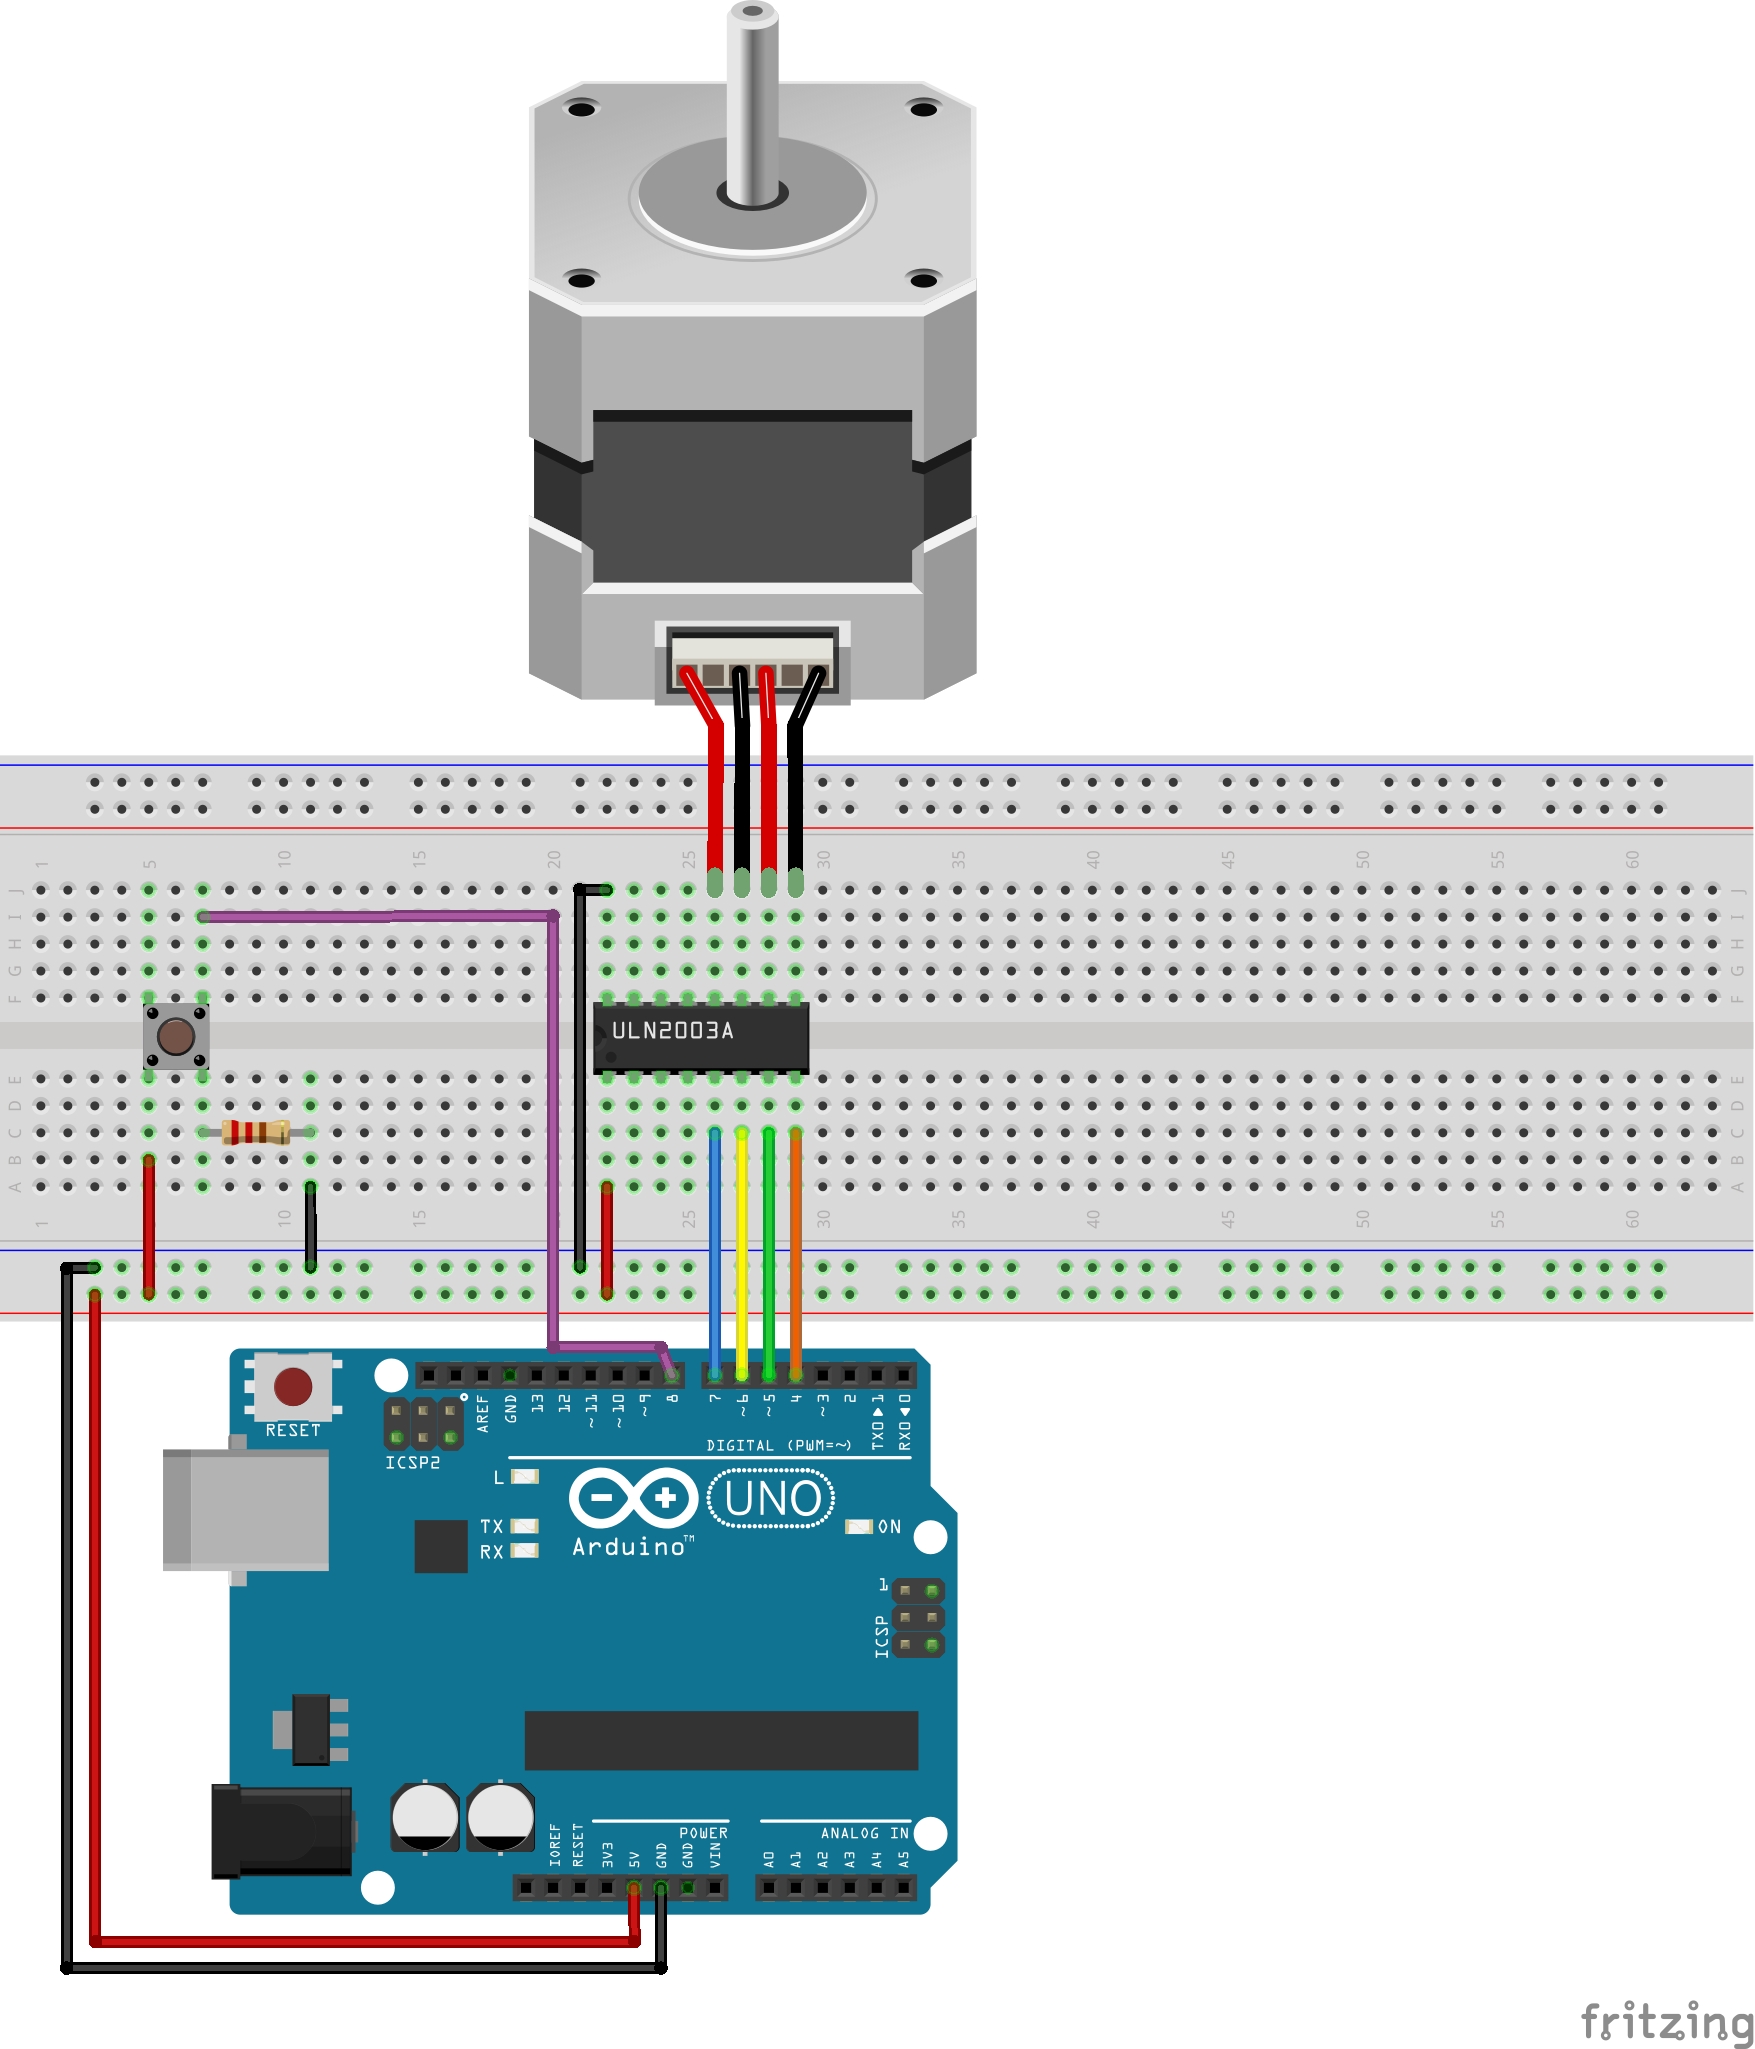 1 5 10 15 20 25 30 35 40 45 50 55 60
J J
I I
H H
G G
F F
ULN2003A
E E
D D
C C
B B
A A
1 10 15 25 30 35 40 45 50 55 60
RESET
ICSP2
AREF GND 13 12 ~11 ~10 ~9 8 7 ~6 ~5 4 ~3 2 TX0▶1 RX0◀0
DIGITAL (PWM=~)
L
TX
RX
UNO
Arduino™
ON
1
ICSP
POWER
ANALOG IN
IOREF RESET 3V3 5V GND GND VIN A0 A1 A2 A3 A4 A5
fritzing